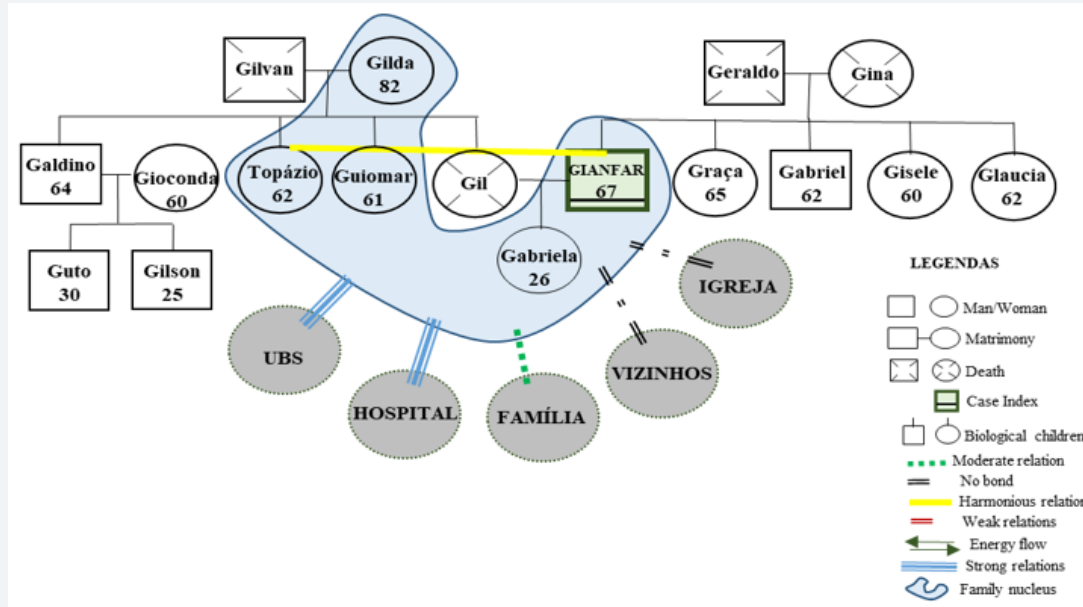 Gilvan
Gilda
82
Geraldo
Gina
Galdino
64
Gioconda
60
Topázio
62
Guiomar
61
Gil
GIANFAR
67
Graça
65
Gabriel
62
Gisele
60
Glaucia
62
Guto
30
Gilson
25
Gabriela
26
UBS
HOSPITAL
FAMÍLIA
VIZINHOS
IGREJA
LEGENDAS
Man/Woman
Matrimony
Death
Case Index
Biological children
Moderate relation
No bond
Harmonious relation
Weak relations
Energy flow
Strong relations
Family nucleus